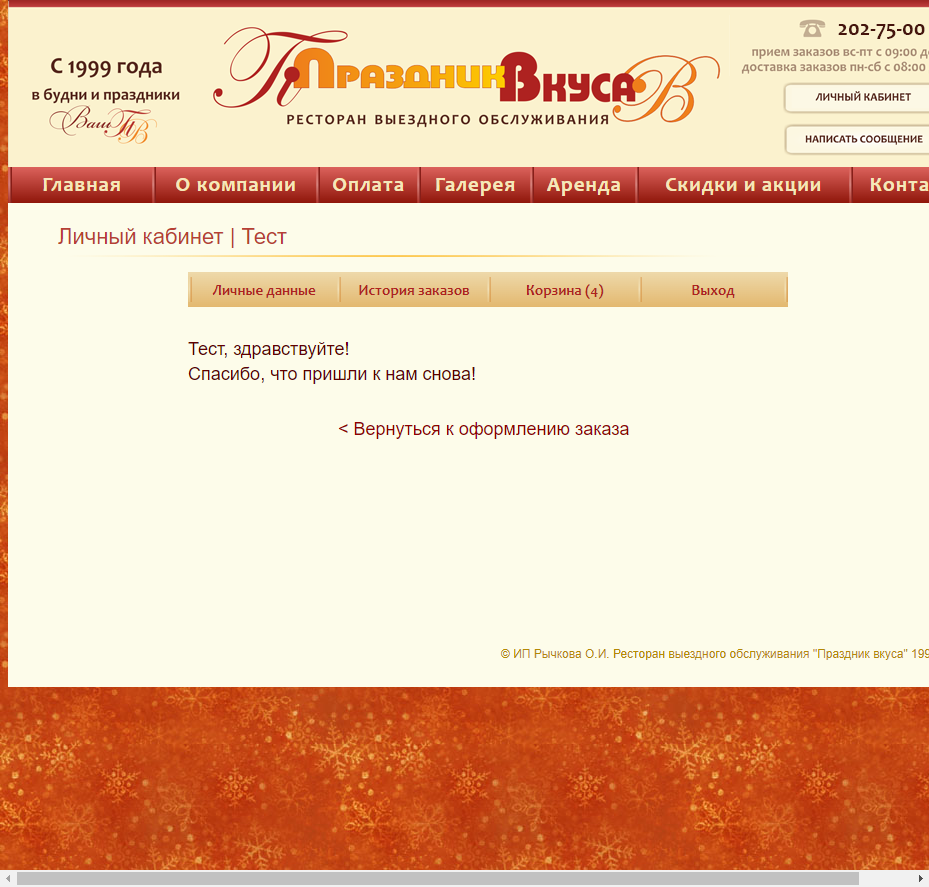 С 1999 года
в будни и праздники
Ваш ПВ
П Праздник Вкуса В
РЕСТОРАН ВЫЕЗДНОГО ОБСЛУЖИВАНИЯ
202-75-00
прием заказов вс-пт с 09:00 д
доставка заказов пн-сб с 08:00
ЛИЧНЫЙ КАБИНЕТ
НАПИСАТЬ СООБЩЕНИЕ
Главная О компании Оплата Галерея Аренда Скидки и акции Конта
Личный кабинет | Тест
Личные данные История заказов Корзина (4) Выход
Тест, здравствуйте!
Спасибо, что пришли к нам снова!
< Вернуться к оформлению заказа
© ИП Рычкова О.И. Ресторан выездного обслуживания "Праздник вкуса" 199